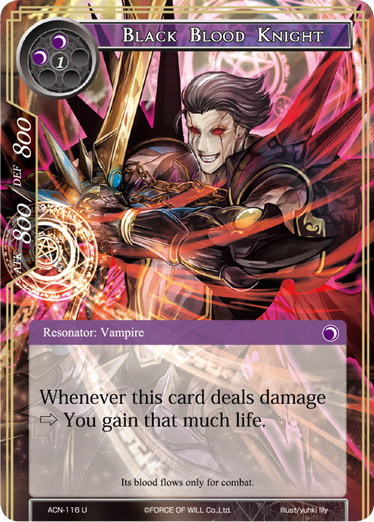 Black Blood Knight
1
DEF 800
ATK 800
Resonator: Vampire
Whenever this card deals damage
⇨ You gain that much life.
Its blood flows only for combat.
ACN-116 U ©FORCE OF WILL Co.,Ltd. Illust/yuhki Illy